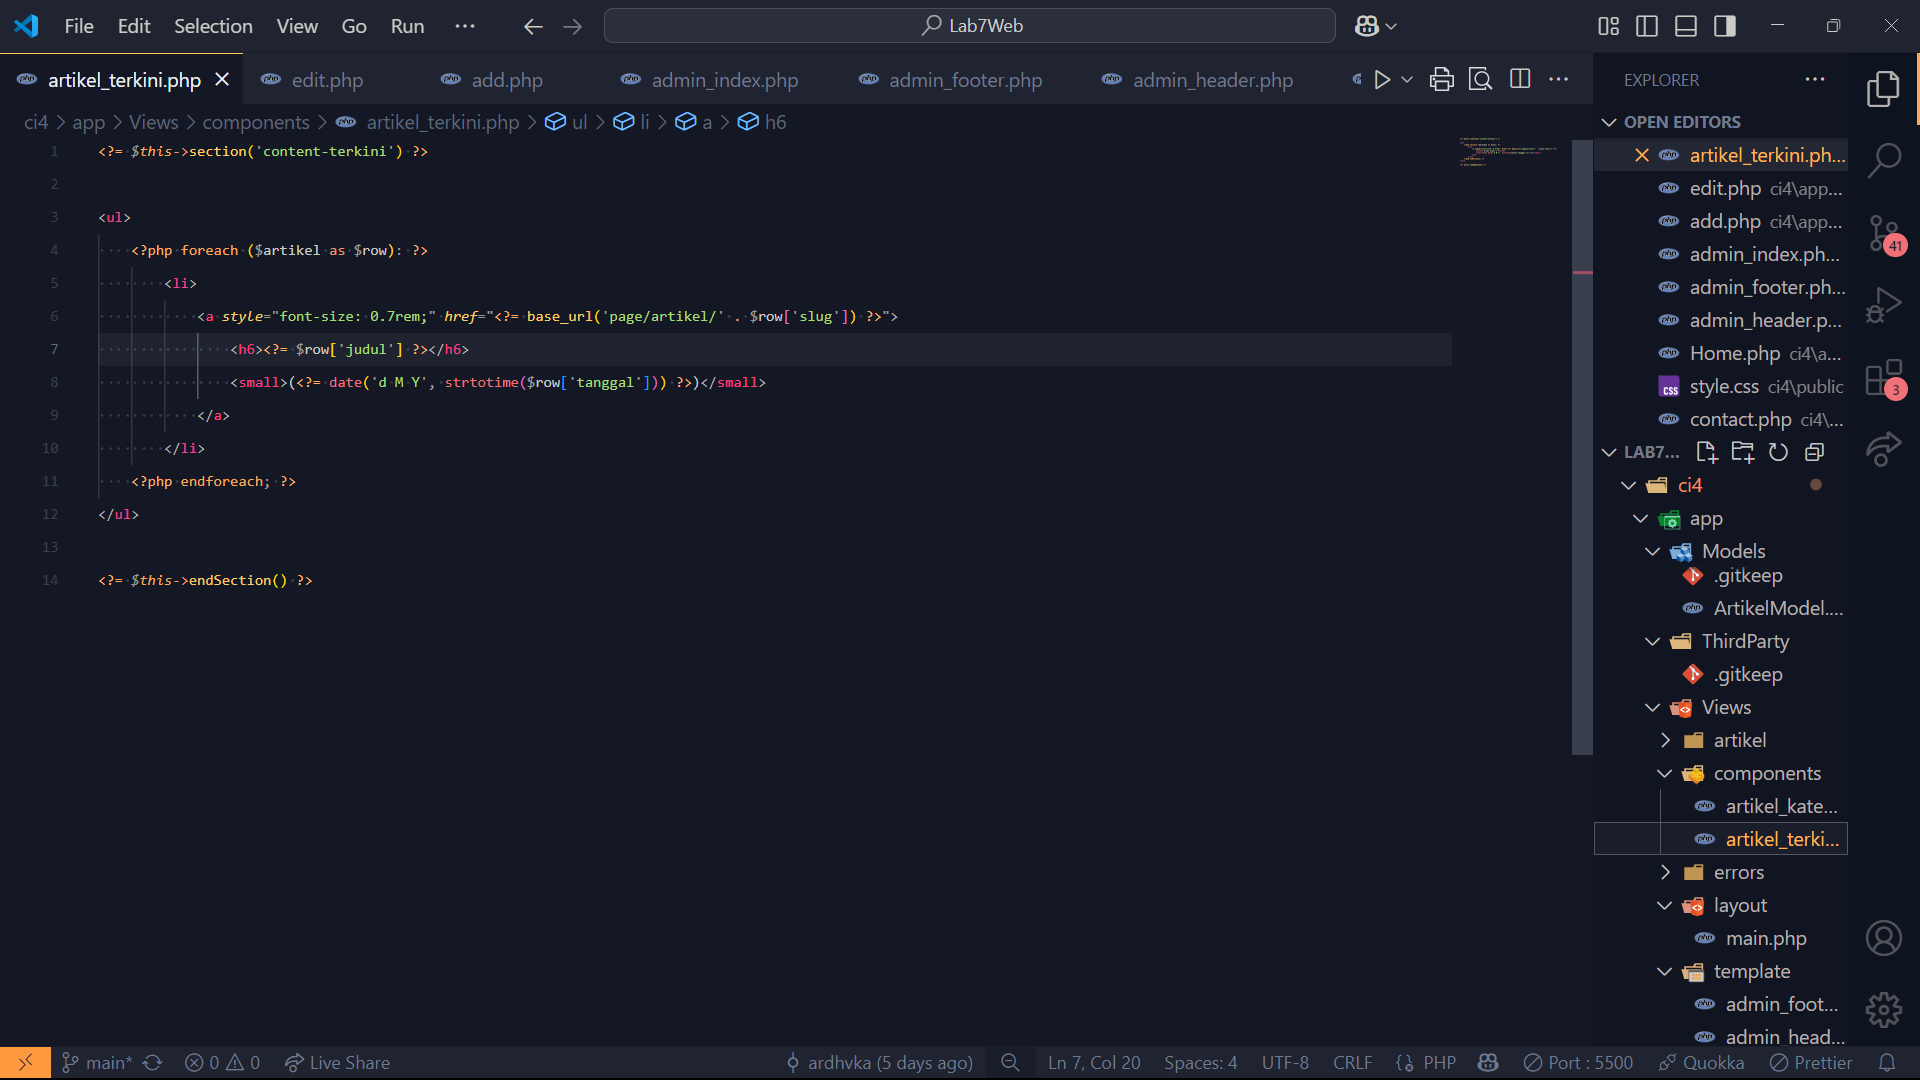 File Edit Selection View Go Run ··· Lab7Web
artikel_terkini.php edit.php add.php admin_index.php admin_footer.php admin_header.php
ci4 > app > Views > components > artikel_terkini.php > ul > li > a > h6
1 <?= $this->section('content-terkini') ?>
2
3 <ul>
4 <?php foreach ($artikel as $row): ?>
5 <li>
6 <a style="font-size: 0.7rem;" href="<?= base_url('page/artikel/' . $row['slug']) ?>">
7 <h6><?= $row['judul'] ?></h6>
8 <small>(<?= date('d M Y', strtotime($row['tanggal'])) ?>)</small>
9 </a>
10 </li>
11 <?php endforeach; ?>
12 </ul>
13
14 <?= $this->endSection() ?>
EXPLORER
OPEN EDITORS
artikel_terkini.ph...
edit.php ci4\app...
add.php ci4\app...
admin_index.ph...
admin_footer.ph...
admin_header.p...
Home.php ci4\a...
style.css ci4\public
contact.php ci4\...
LAB7...
ci4
app
Models
.gitkeep
ArtikelModel....
ThirdParty
.gitkeep
Views
artikel
components
artikel_kate...
artikel_terki...
errors
layout
main.php
template
admin_foot...
admin_head...
41
3
main* 0 0 Live Share ardhvka (5 days ago) Ln 7, Col 20 Spaces: 4 UTF-8 CRLF PHP Port : 5500 Quokka Prettier